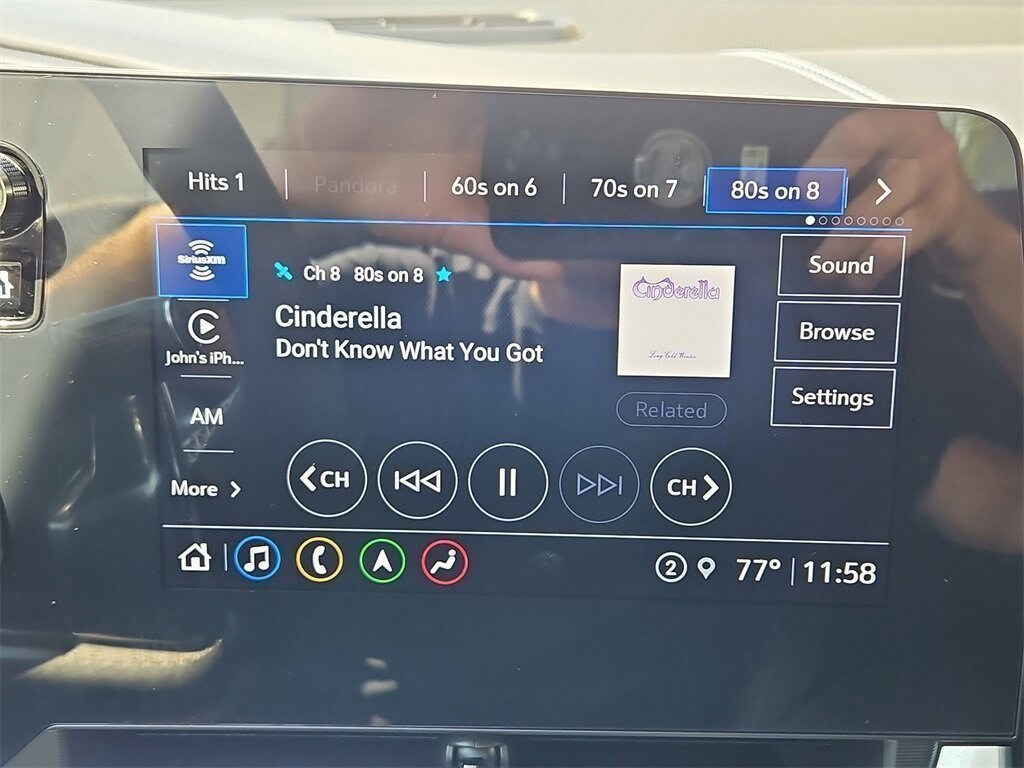 Hits 1
Pandora
60s on 6
70s on 7
80s on 8
SiriusXM
Ch 8 80s on 8
Cinderella
Don't Know What You Got
Cinderella
Long Cold Winter
Related
Sound
Browse
Settings
John's iPh...
AM
More
CH
CH
2
77° 11:58